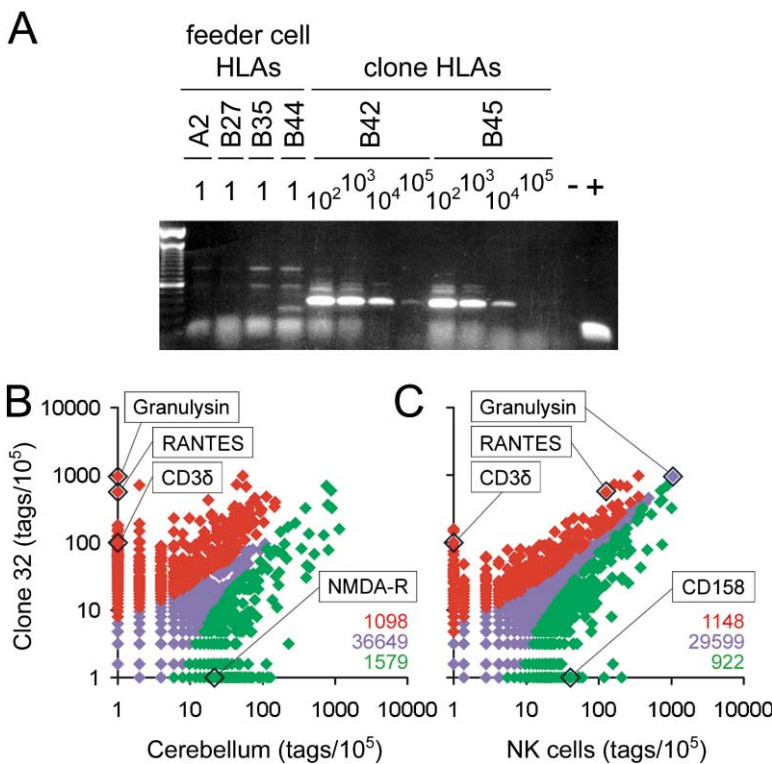 A
feeder cell
HLAs
clone HLAs
A2 B27 B35 B44 B42 B45
1 1 1 1 10² 10³ 10⁴ 10⁵ 10² 10³ 10⁴ 10⁵ - +
B
10000
1000
100
10
1
Clone 32 (tags/10⁵)
Granulysin
RANTES
CD3δ
NMDA-R
1098
36649
1579
1 10 100 1000 10000
Cerebellum (tags/10⁵)
C
Granulysin
RANTES
CD3δ
CD158
1148
29599
922
1 10 100 1000 10000
NK cells (tags/10⁵)